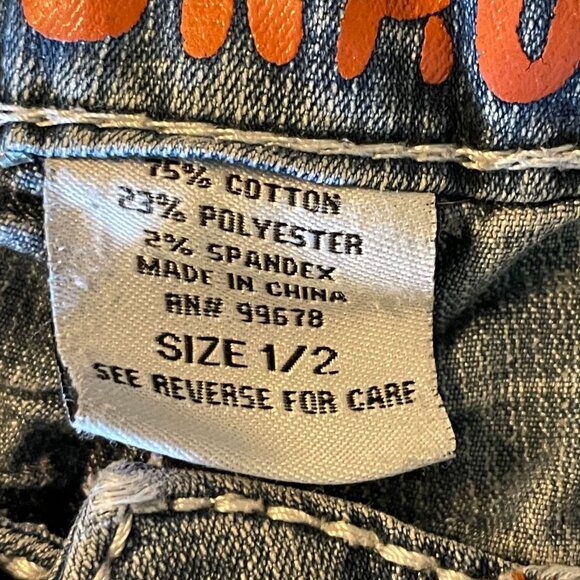 75% COTTON
23% POLYESTER
2% SPANDEX
MADE IN CHINA
RN# 99678
SIZE 1/2
SEE REVERSE FOR CARE